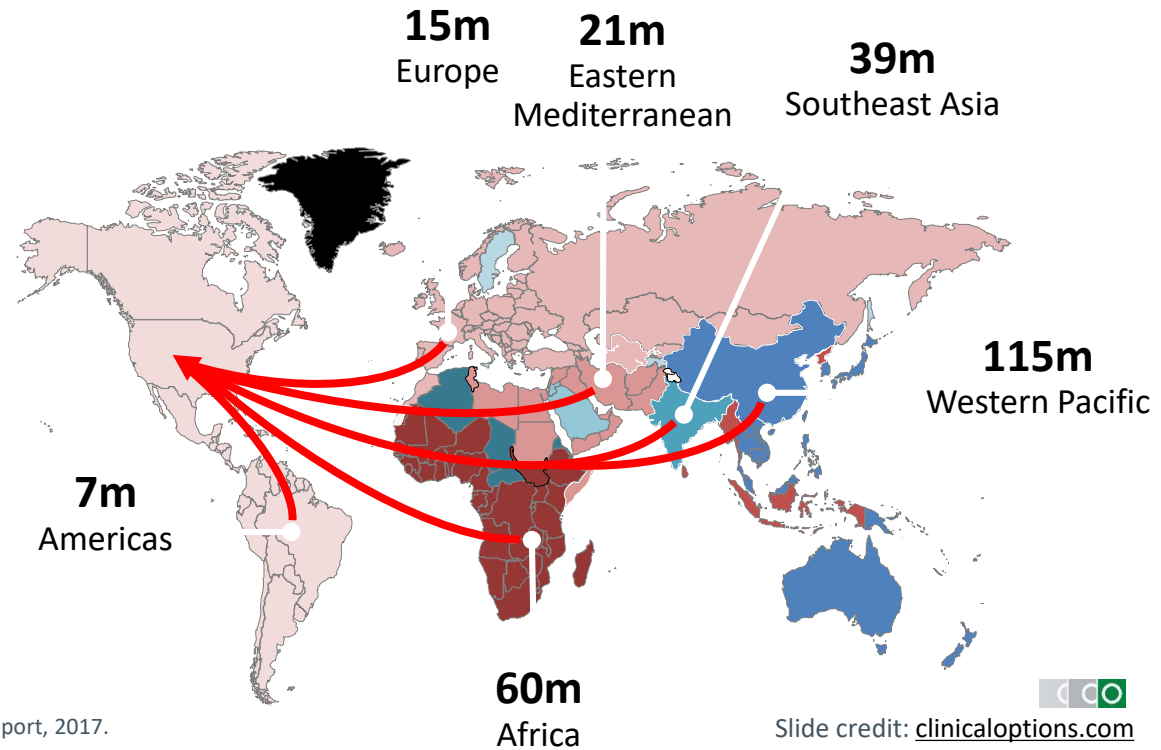 15m
Europe
21m
Eastern
Mediterranean
39m
Southeast Asia
115m
Western Pacific
7m
Americas
60m
Africa
port, 2017.
CCO
Slide credit: clinicaloptions.com